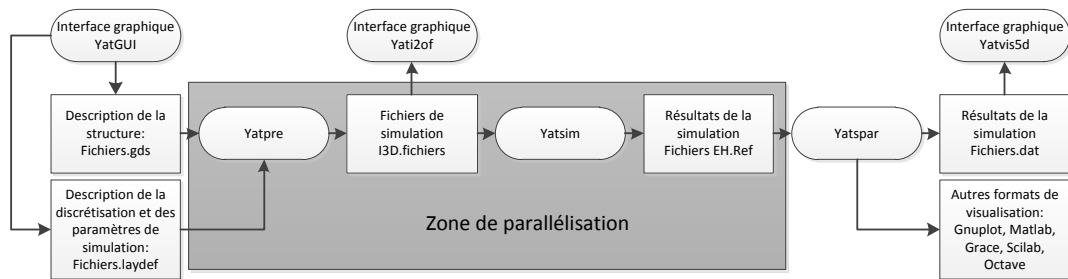 Interface graphique
YatGUI
Interface graphique
Yati2of
Interface graphique
Yatvis5d
Description de la
structure:
Fichiers.gds
Yatpre
Fichiers de
simulation
I3D.fichiers
Yatsim
Résultats de la
simulation
Fichiers EH.Ref
Yatspar
Résultats de la
simulation
Fichiers.dat
Description de la
discrétisation et des
paramètres de
simulation:
Fichiers.laydef
Zone de parallélisation
Autres formats de
visualisation:
Gnuplot, Matlab,
Grace, Scilab,
Octave